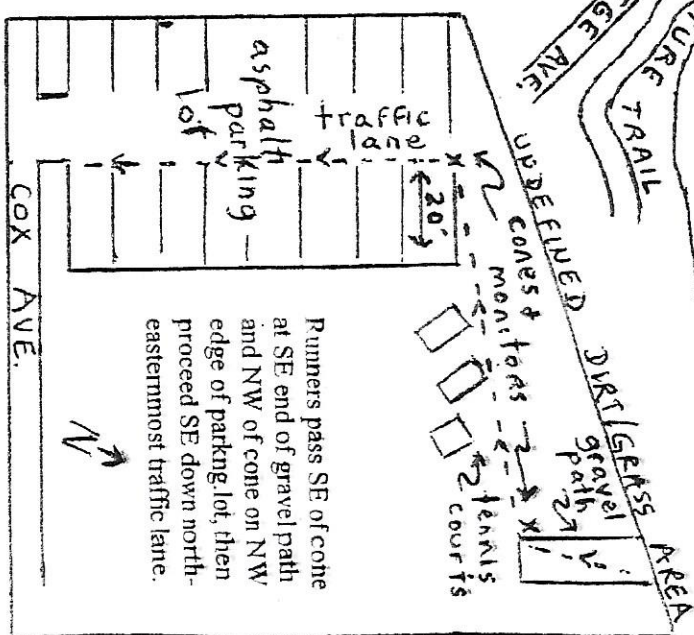 GE AVE.
TURE TRAIL
UNDEFINED DIRT/GRASS AREA
gravel
path
cones &
monitors
tennis
courts
traffic
lane
20'
asphalt
parking
lot
Runners pass SE of cone
at SE end of gravel path
and NW of cone on NW
edge of parkng.lot, then
proceed SE down north-
easternmost traffic lane.
N
COX AVE.